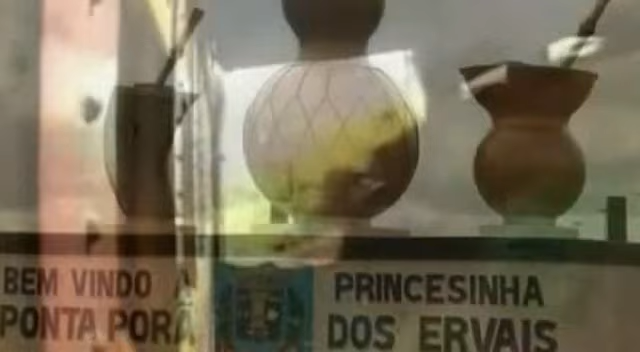 BEM VINDO A
PONTA PORÃ
PRINCESINHA
DOS ERVAIS